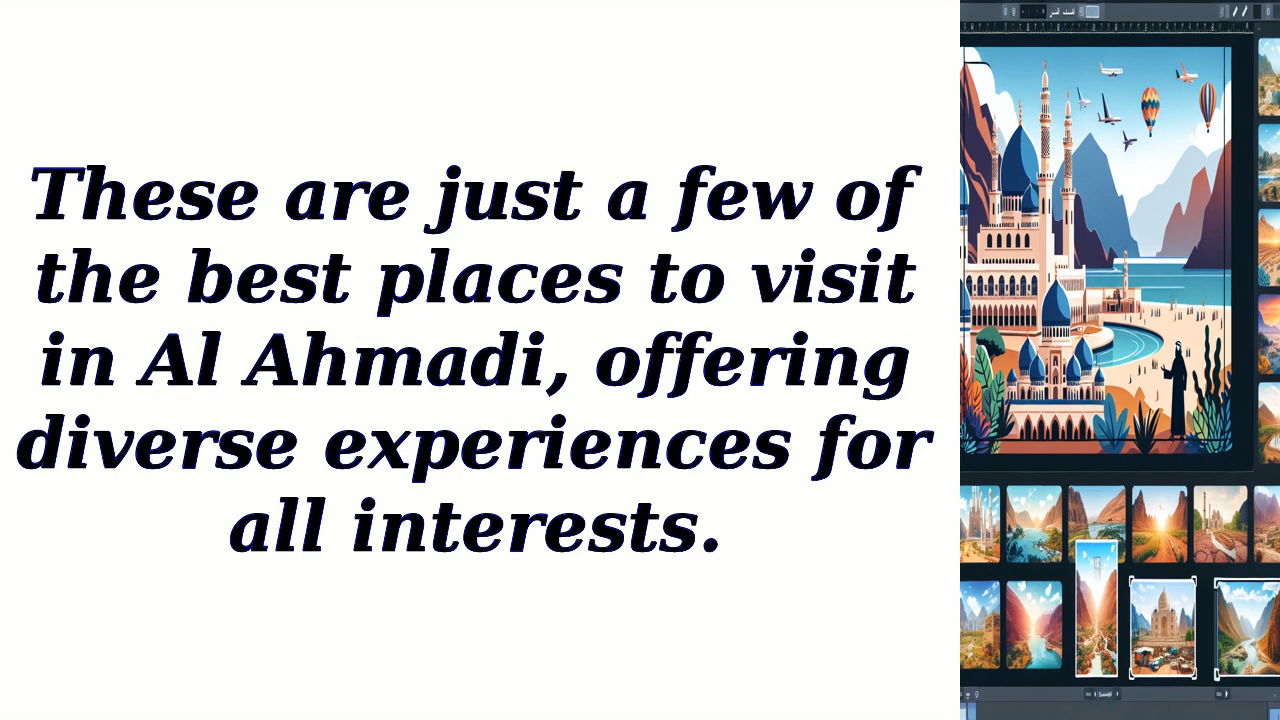 These are just a few of
the best places to visit
in Al Ahmadi, offering
diverse experiences for
all interests.